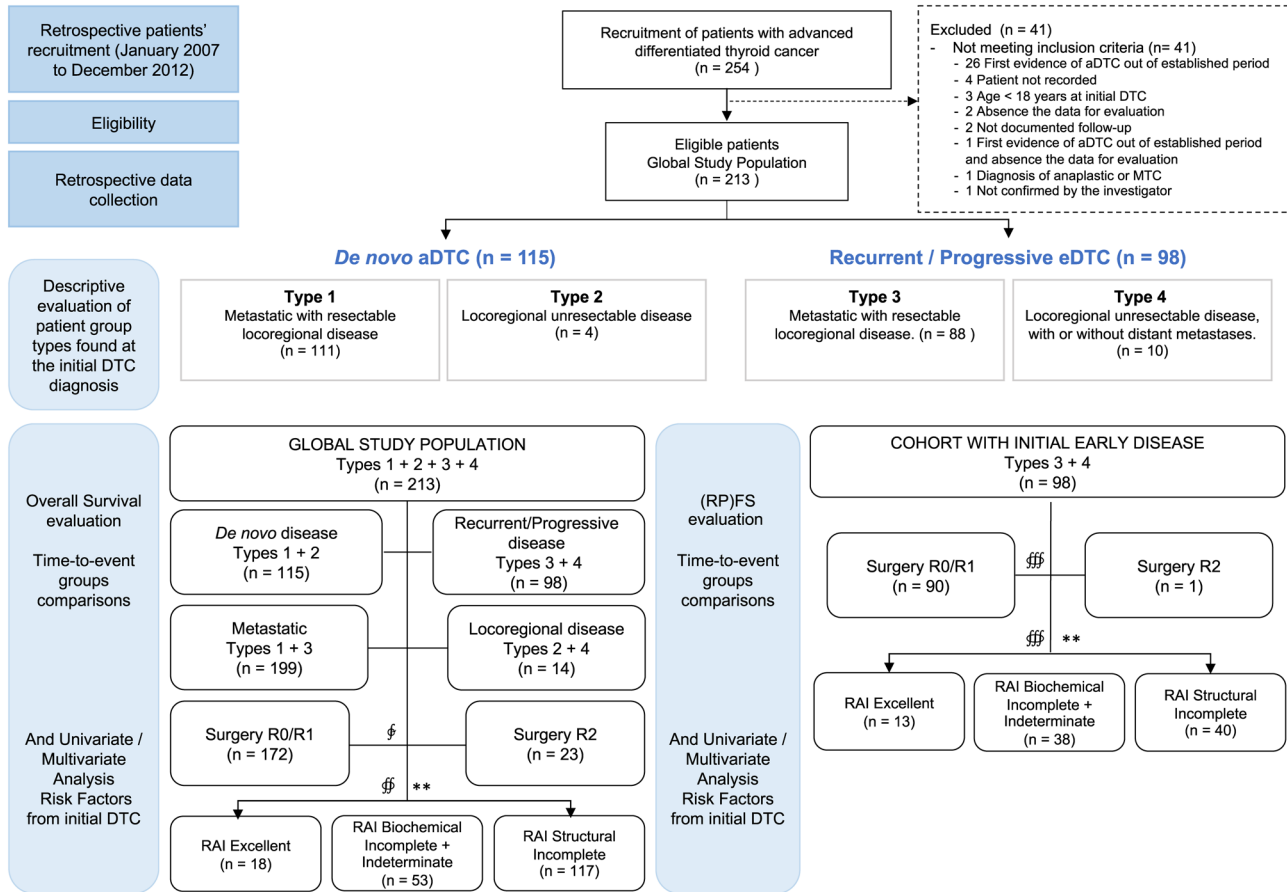 Retrospective patients'
recruitment (January 2007
to December 2012)
Eligibility
Retrospective data
collection
Recruitment of patients with advanced
differentiated thyroid cancer
(n = 254 )
Eligible patients
Global Study Population
(n = 213 )
Excluded (n = 41)
- Not meeting inclusion criteria (n= 41)
- 26 First evidence of aDTC out of established period
- 4 Patient not recorded
- 3 Age < 18 years at initial DTC
- 2 Absence the data for evaluation
- 2 Not documented follow-up
- 1 First evidence of aDTC out of established period
and absence the data for evaluation
- 1 Diagnosis of anaplastic or MTC
- 1 Not confirmed by the investigator
De novo aDTC (n = 115)
Recurrent / Progressive eDTC (n = 98)
Descriptive
evaluation of
patient group
types found at
the initial DTC
diagnosis
Type 1
Metastatic with resectable
locoregional disease
(n = 111)
Type 2
Locoregional unresectable disease
(n = 4)
Type 3
Metastatic with resectable
locoregional disease. (n = 88 )
Type 4
Locoregional unresectable disease,
with or without distant metastases.
(n = 10)
Overall Survival
evaluation
Time-to-event
groups
comparisons
And Univariate /
Multivariate
Analysis
Risk Factors
from initial DTC
GLOBAL STUDY POPULATION
Types 1 + 2 + 3 + 4
(n = 213)
De novo disease
Types 1 + 2
(n = 115)
Recurrent/Progressive
disease
Types 3 + 4
(n = 98)
Metastatic
Types 1 + 3
(n = 199)
Locoregional disease
Types 2 + 4
(n = 14)
Surgery R0/R1
(n = 172)
∮
Surgery R2
(n = 23)
∯ **
RAI Excellent
(n = 18)
RAI Biochemical
Incomplete +
Indeterminate
(n = 53)
RAI Structural
Incomplete
(n = 117)
(RP)FS
evaluation
Time-to-event
groups
comparisons
And Univariate /
Multivariate
Analysis
Risk Factors
from initial DTC
COHORT WITH INITIAL EARLY DISEASE
Types 3 + 4
(n = 98)
Surgery R0/R1
(n = 90)
∰
Surgery R2
(n = 1)
∰ **
RAI Excellent
(n = 13)
RAI Biochemical
Incomplete +
Indeterminate
(n = 38)
RAI Structural
Incomplete
(n = 40)